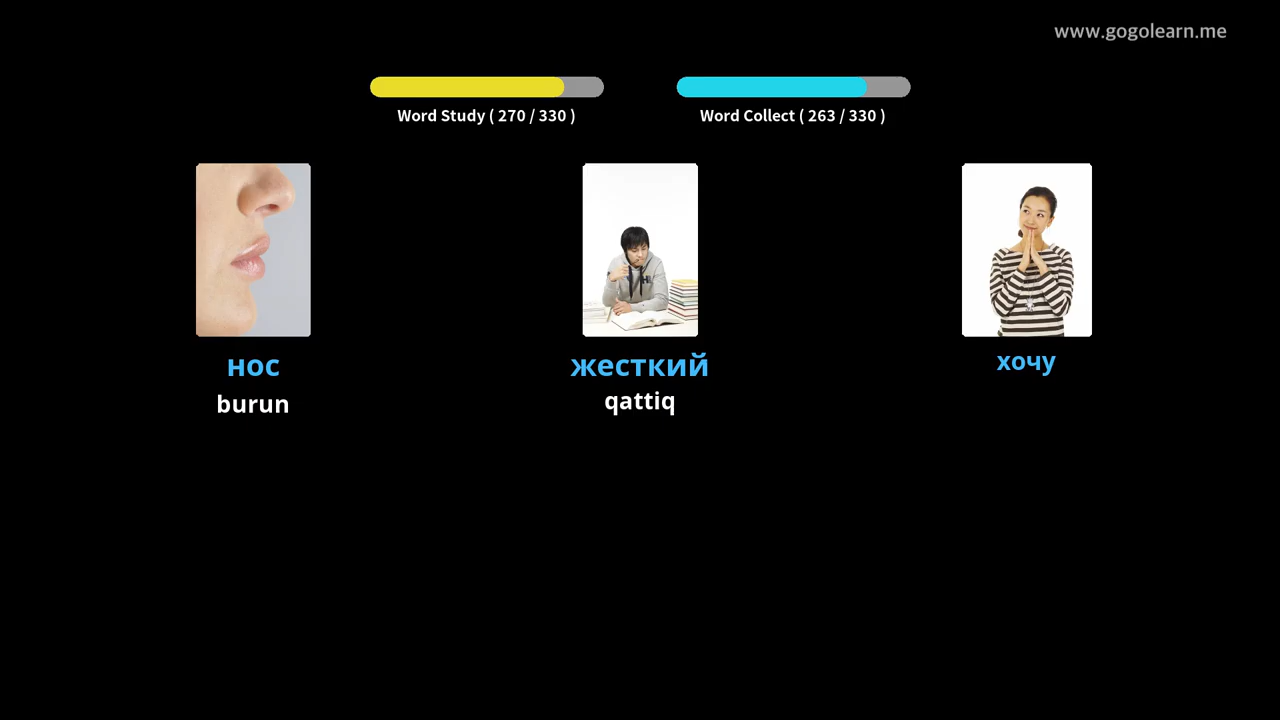 www.gogolearn.me
Word Study ( 270 / 330 )
Word Collect ( 263 / 330 )
нос
burun
жесткий
qattiq
хочу